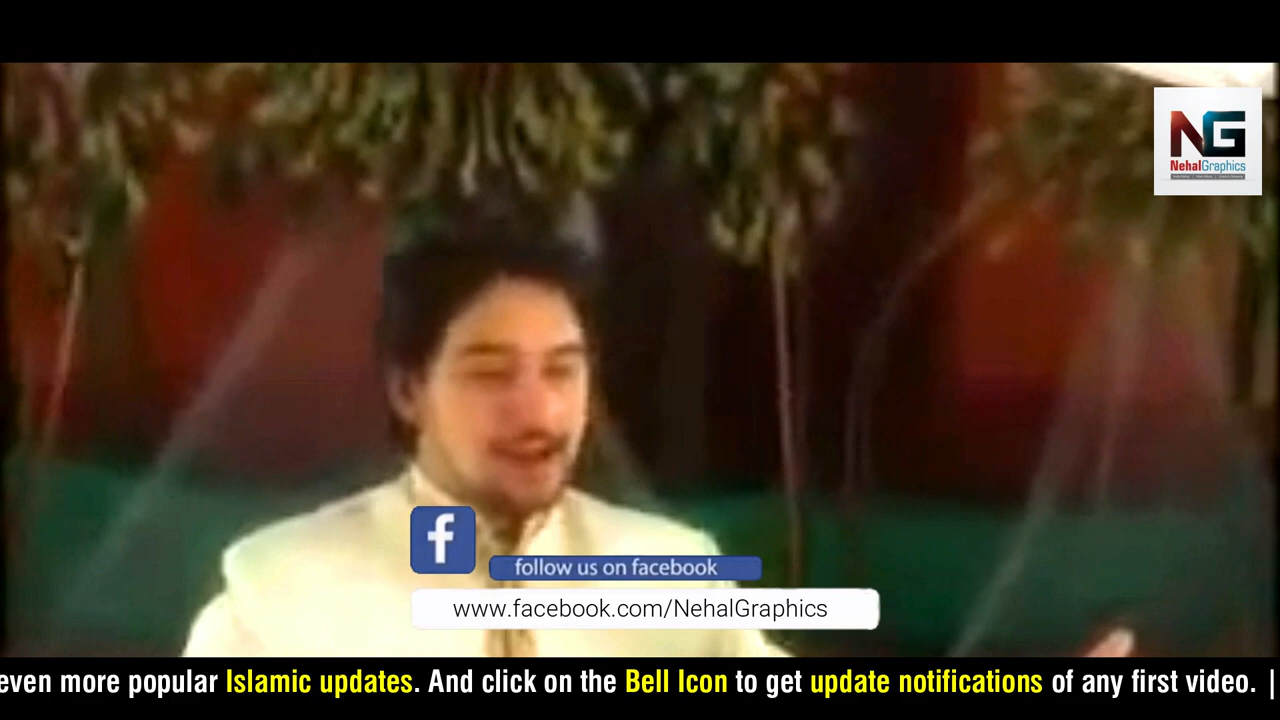 NG
NehalGraphics
f
follow us on facebook
www.facebook.com/NehalGraphics
even more popular Islamic updates. And click on the Bell Icon to get update notifications of any first video. |